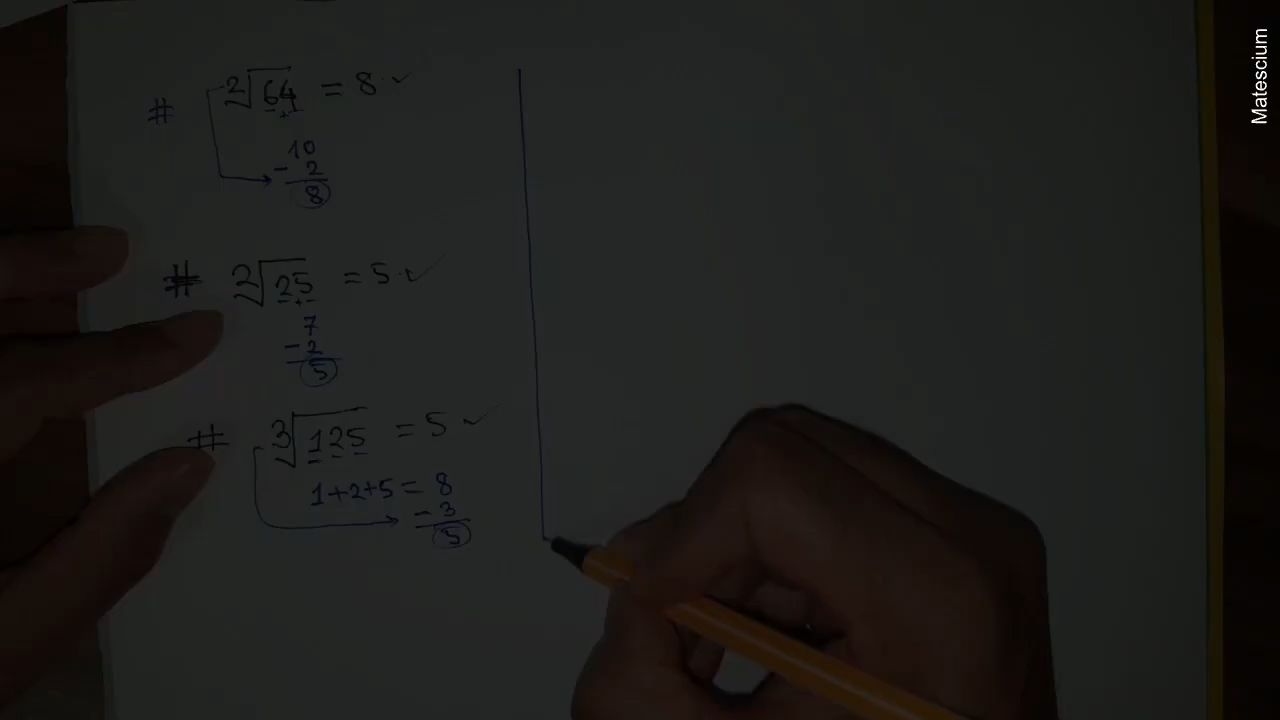 # ²√64 = 8 ✓
+
10
- 2
8
# ²√25 = 5 ✓
+
7
- 2
5
# ³√125 = 5 ✓
1+2+5 = 8
- 3
5
Matescium